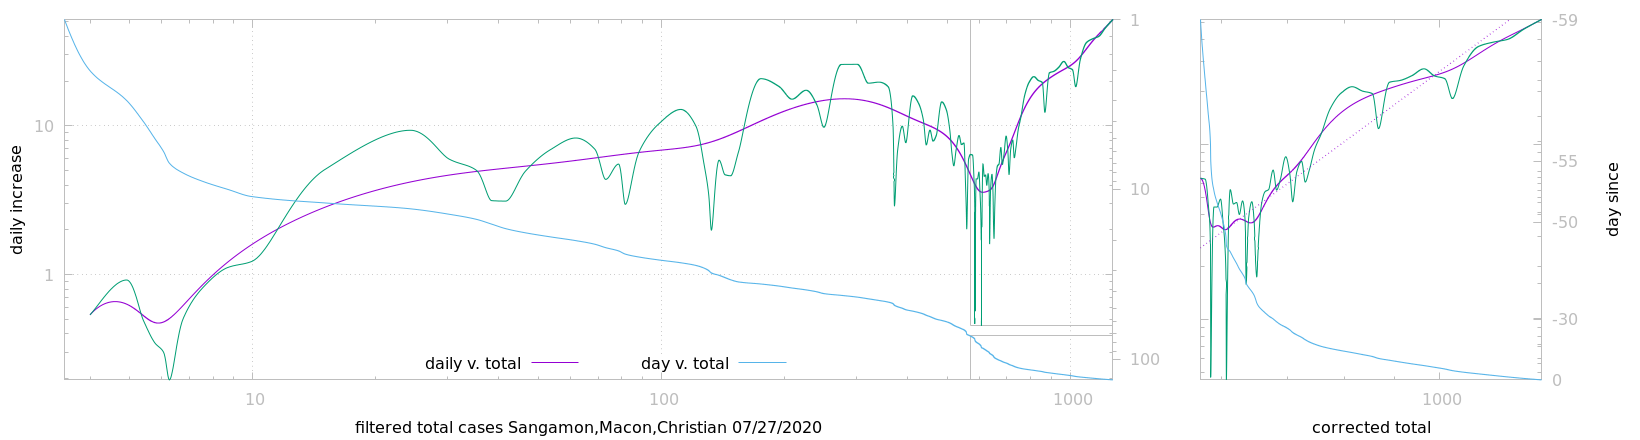 1
-59
10
-55
daily increase
10
-50
day since
1
-30
daily v. total
day v. total
100
0
10
100
1000
1000
filtered total cases Sangamon,Macon,Christian 07/27/2020
corrected total